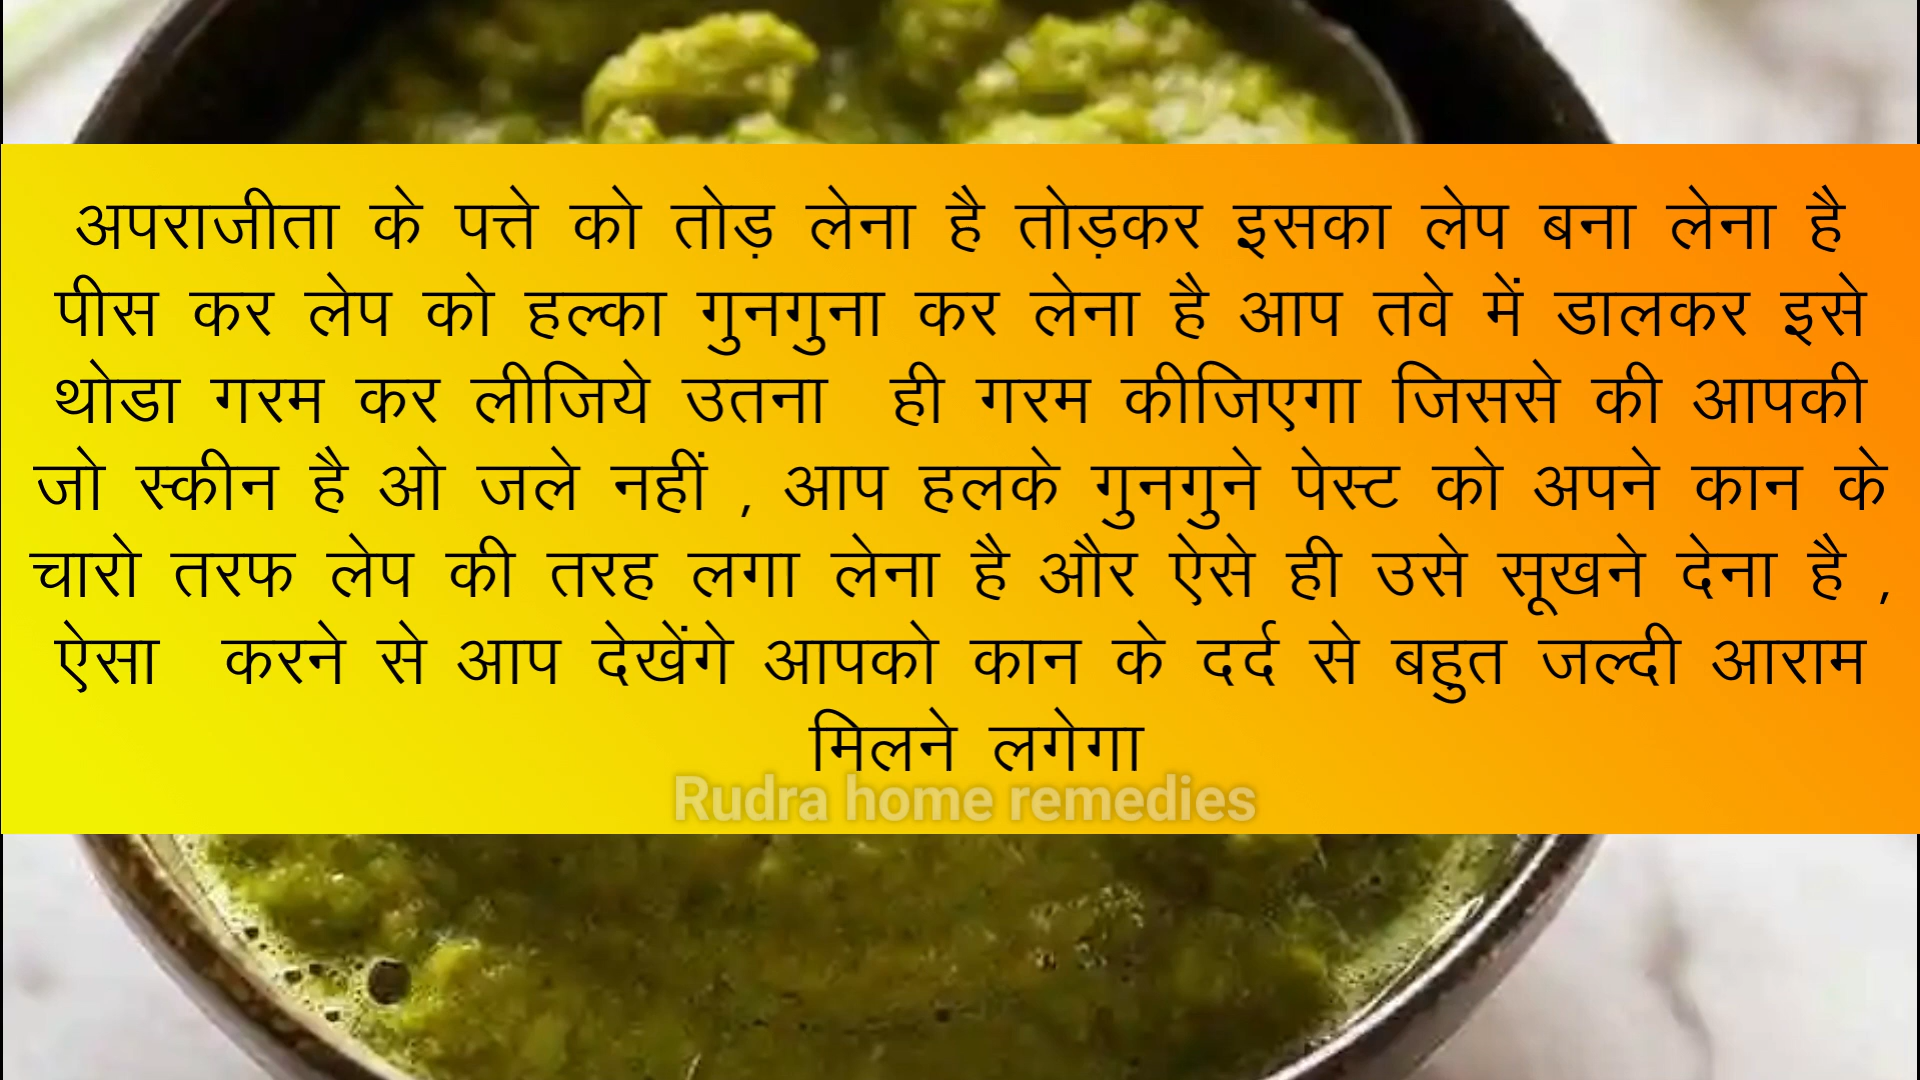 अपराजीता के पत्ते को तोड़ लेना है तोड़कर इसका लेप बना लेना है
पीस कर लेप को हल्का गुनगुना कर लेना है आप तवे में डालकर इसे
थोडा गरम कर लीजिये उतना ही गरम कीजिएगा जिससे की आपकी
जो स्कीन है ओ जले नहीं , आप हलके गुनगुने पेस्ट को अपने कान के
चारो तरफ लेप की तरह लगा लेना है और ऐसे ही उसे सूखने देना है ,
ऐसा करने से आप देखेंगे आपको कान के दर्द से बहुत जल्दी आराम
मिलने लगेगा
Rudra home remedies